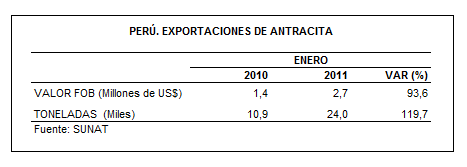 PERÚ. EXPORTACIONES DE ANTRACITA
ENERO
2010 2011 VAR (%)
VALOR FOB (Millones de US$) 1,4 2,7 93,6
TONELADAS (Miles) 10,9 24,0 119,7
Fuente: SUNAT